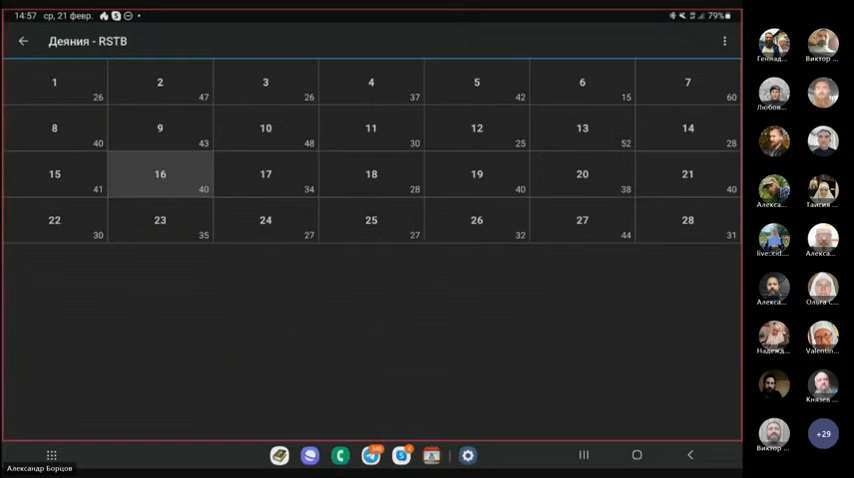 14:57 ср, 21 февр.
79%
Деяния - RSTB
1 2 3 4 5 6 7
26 47 26 37 42 15 60
8 9 10 11 12 13 14
40 43 48 30 25 52 28
15 16 17 18 19 20 21
41 40 34 28 40 38 40
22 23 24 25 26 27 28
30 35 27 27 32 44 31
Александр Борцов
Геннад... Виктор ...
Любов...
Алекса... Таисия ...
live:.cid.... Алекса...
Алекса... Ольга С...
Надежд... Valentin...
Князев ...
Виктор ... +29